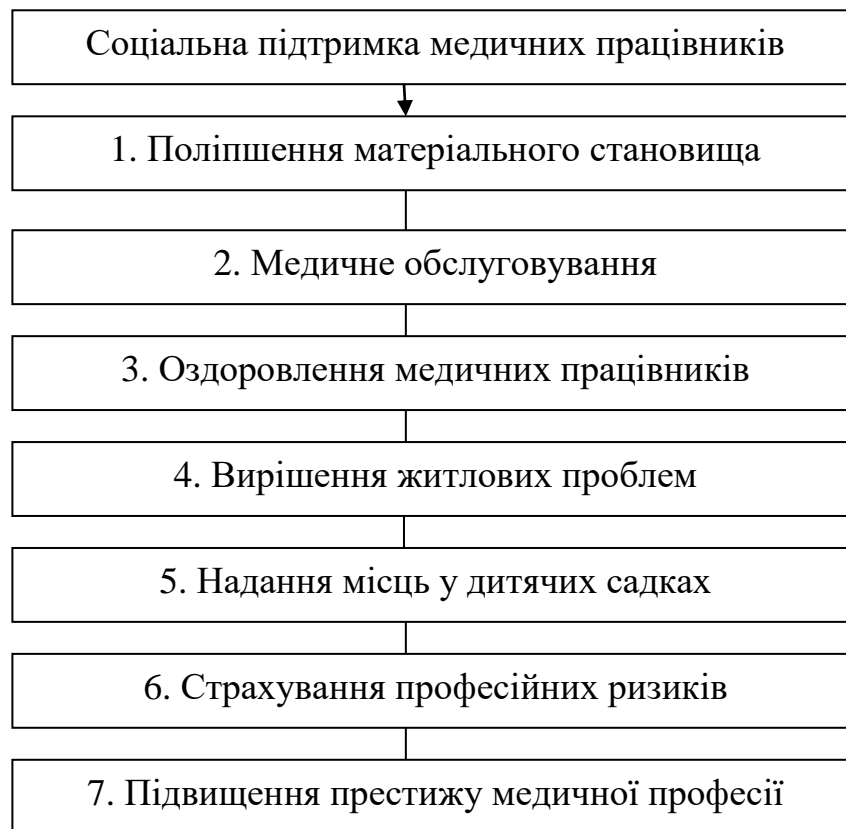 Соціальна підтримка медичних працівників
1. Поліпшення матеріального становища
2. Медичне обслуговування
3. Оздоровлення медичних працівників
4. Вирішення житлових проблем
5. Надання місць у дитячих садках
6. Страхування професійних ризиків
7. Підвищення престижу медичної професії